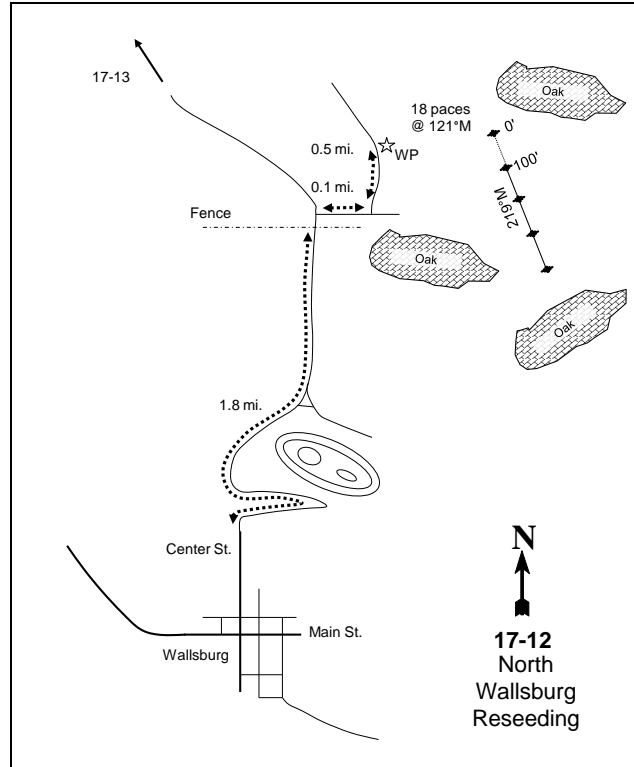 17-13
Oak
18 paces
@ 121°M
0'
0.5 mi.
WP
100'
0.1 mi.
219°M
Fence
Oak
Oak
1.8 mi.
Center St.
N
Main St.
17-12
Wallsburg
North
Wallsburg
Reseeding